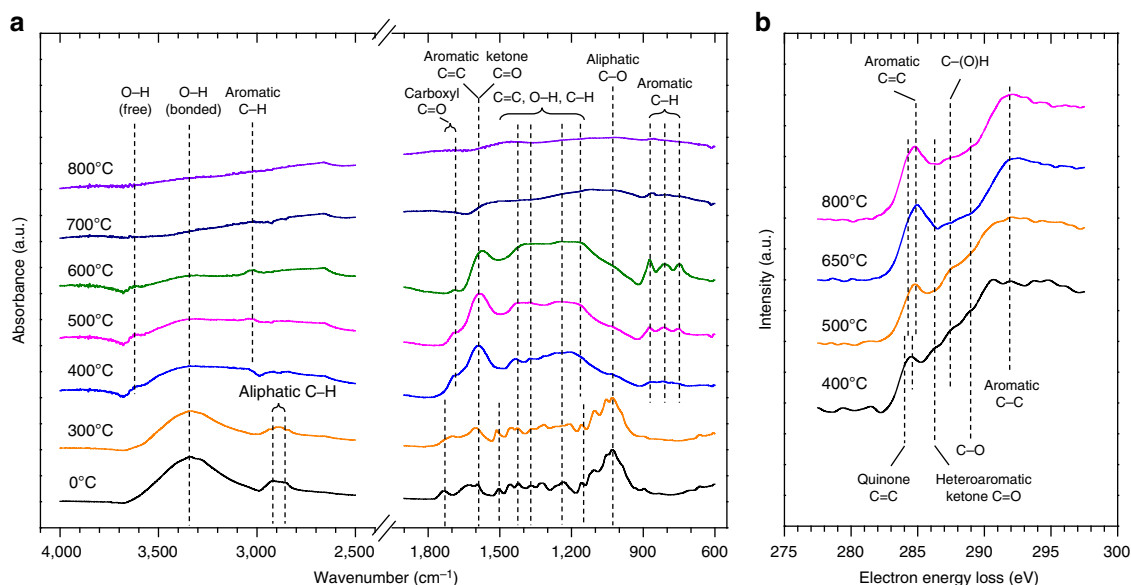 a
O–H
(free)
O–H
(bonded)
Aromatic
C–H
Aromatic
C=C
ketone
C=O
Carboxyl
C=O
C=C, O–H, C–H
Aliphatic
C–O
Aromatic
C–H
800°C
700°C
600°C
500°C
400°C
Aliphatic C–H
300°C
0°C
Absorbance (a.u.)
4,000
3,500
3,000
2,500
1,800
1,500
1,200
900
600
Wavenumber (cm⁻¹)
b
Aromatic
C=C
C–(O)H
800°C
650°C
500°C
400°C
Aromatic
C–C
C–O
Quinone
C=C
Heteroaromatic
ketone C=O
Intensity (a.u.)
275
280
285
290
295
300
Electron energy loss (eV)